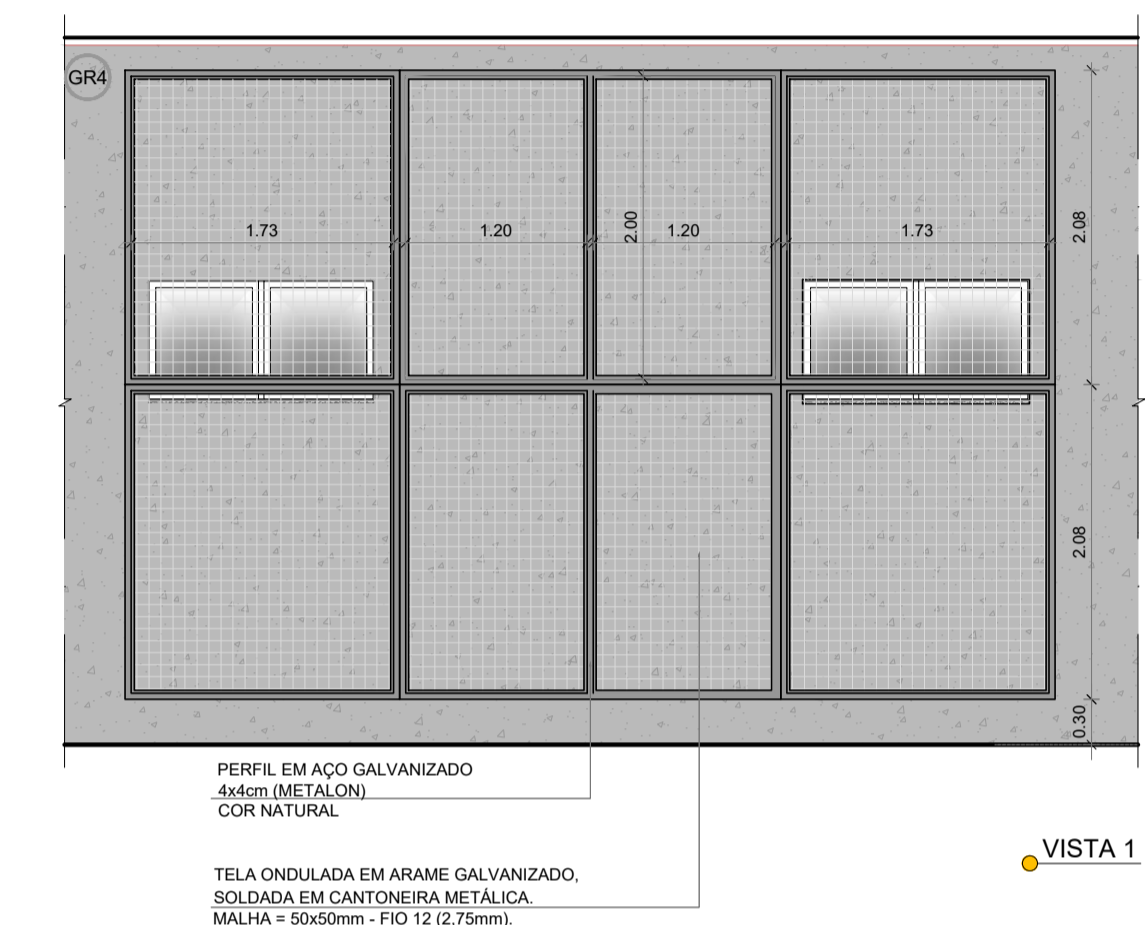 GR4
1.73
1.20
2.00
1.20
1.73
2.08
2.08
0.30
PERFIL EM AÇO GALVANIZADO
4x4cm (METALON)
COR NATURAL
VISTA 1
TELA ONDULADA EM ARAME GALVANIZADO,
SOLDADA EM CANTONEIRA METÁLICA.
MALHA = 50x50mm - FIO 12 (2.75mm).